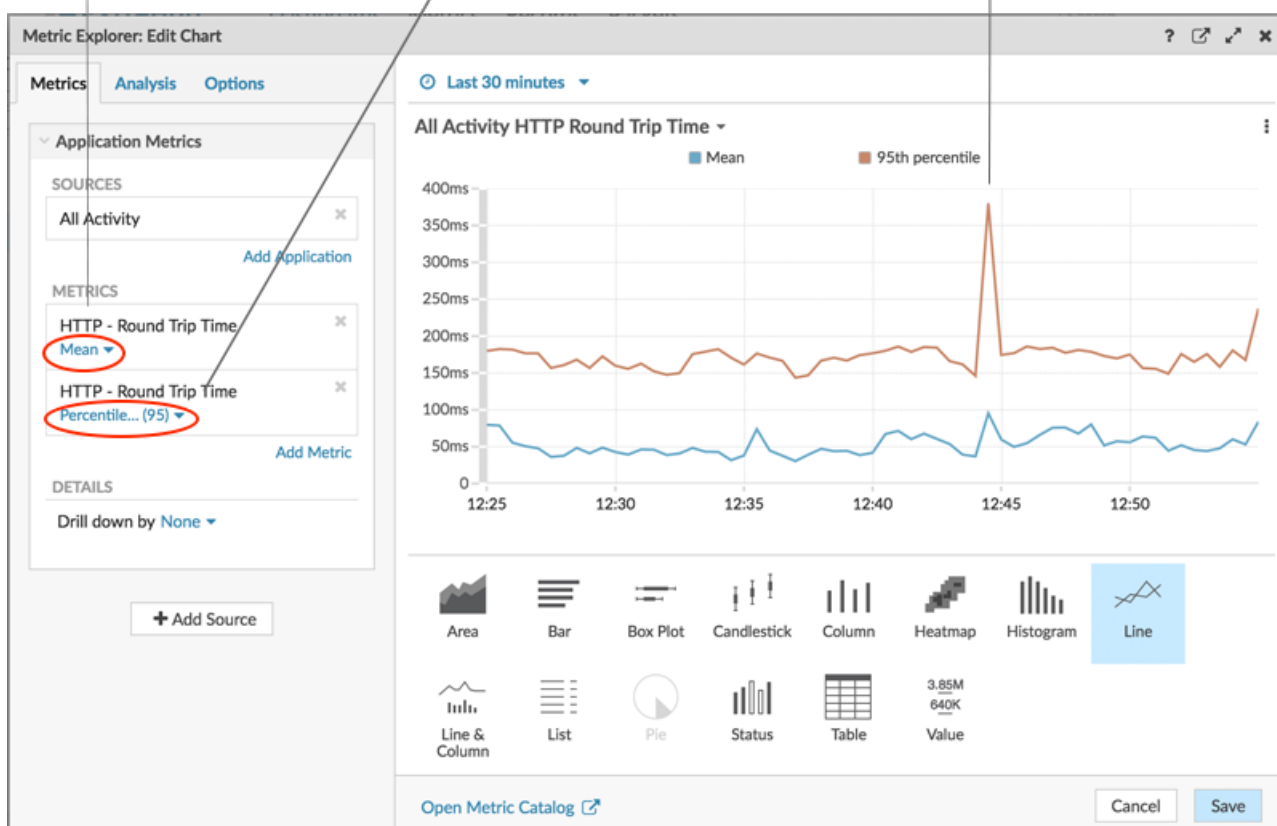 Metric Explorer: Edit Chart
?
Metrics Analysis Options
Last 30 minutes
Application Metrics
SOURCES
All Activity
Add Application
METRICS
HTTP - Round Trip Time
Mean
HTTP - Round Trip Time
Percentile... (95)
Add Metric
DETAILS
Drill down by None
Add Source
All Activity HTTP Round Trip Time
Mean 95th percentile
400ms
350ms
300ms
250ms
200ms
150ms
100ms
50ms
0
12:25 12:30 12:35 12:40 12:45 12:50
Area Bar Box Plot Candlestick Column Heatmap Histogram Line
3.85M
640K
Line &
Column
List Pie Status Table Value
Open Metric Catalog
Cancel Save